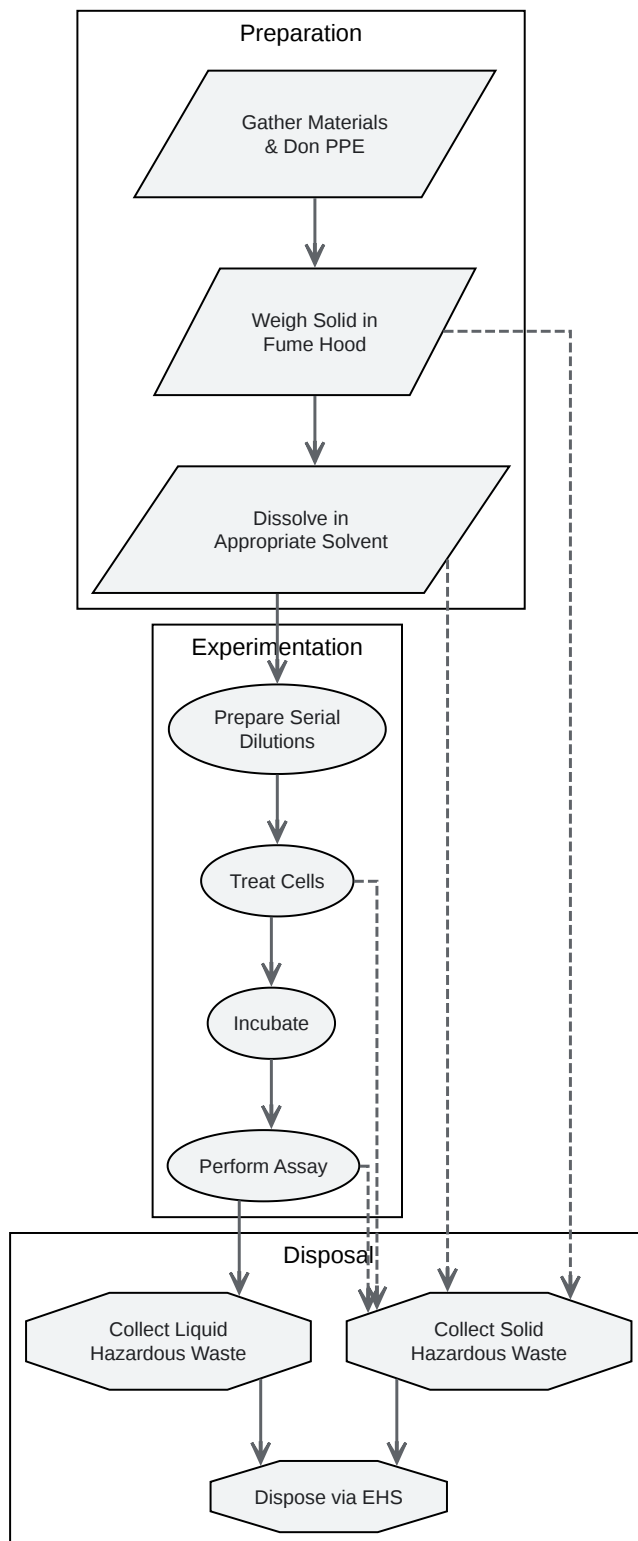 Preparation
Gather Materials
& Don PPE
Weigh Solid in
Fume Hood
Dissolve in
Appropriate Solvent
Experimentation
Prepare Serial
Dilutions
Treat Cells
Incubate
Perform Assay
Disposal
Collect Liquid
Hazardous Waste
Collect Solid
Hazardous Waste
Dispose via EHS